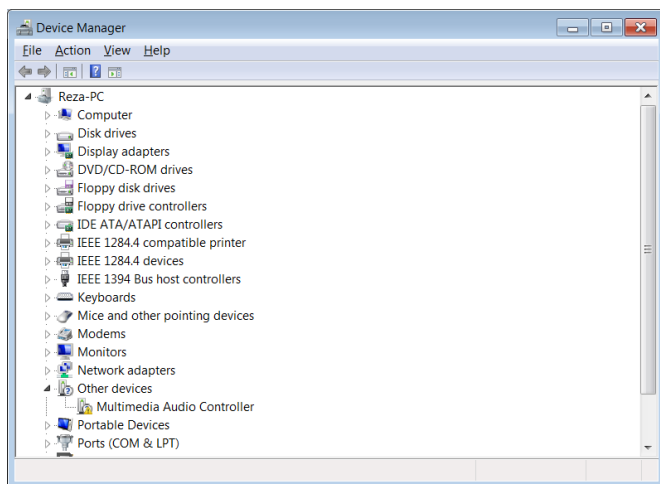 Device Manager
File Action View Help
Reza-PC
Computer
Disk drives
Display adapters
DVD/CD-ROM drives
Floppy disk drives
Floppy drive controllers
IDE ATA/ATAPI controllers
IEEE 1284.4 compatible printer
IEEE 1284.4 devices
IEEE 1394 Bus host controllers
Keyboards
Mice and other pointing devices
Modems
Monitors
Network adapters
Other devices
Multimedia Audio Controller
Portable Devices
Ports (COM & LPT)